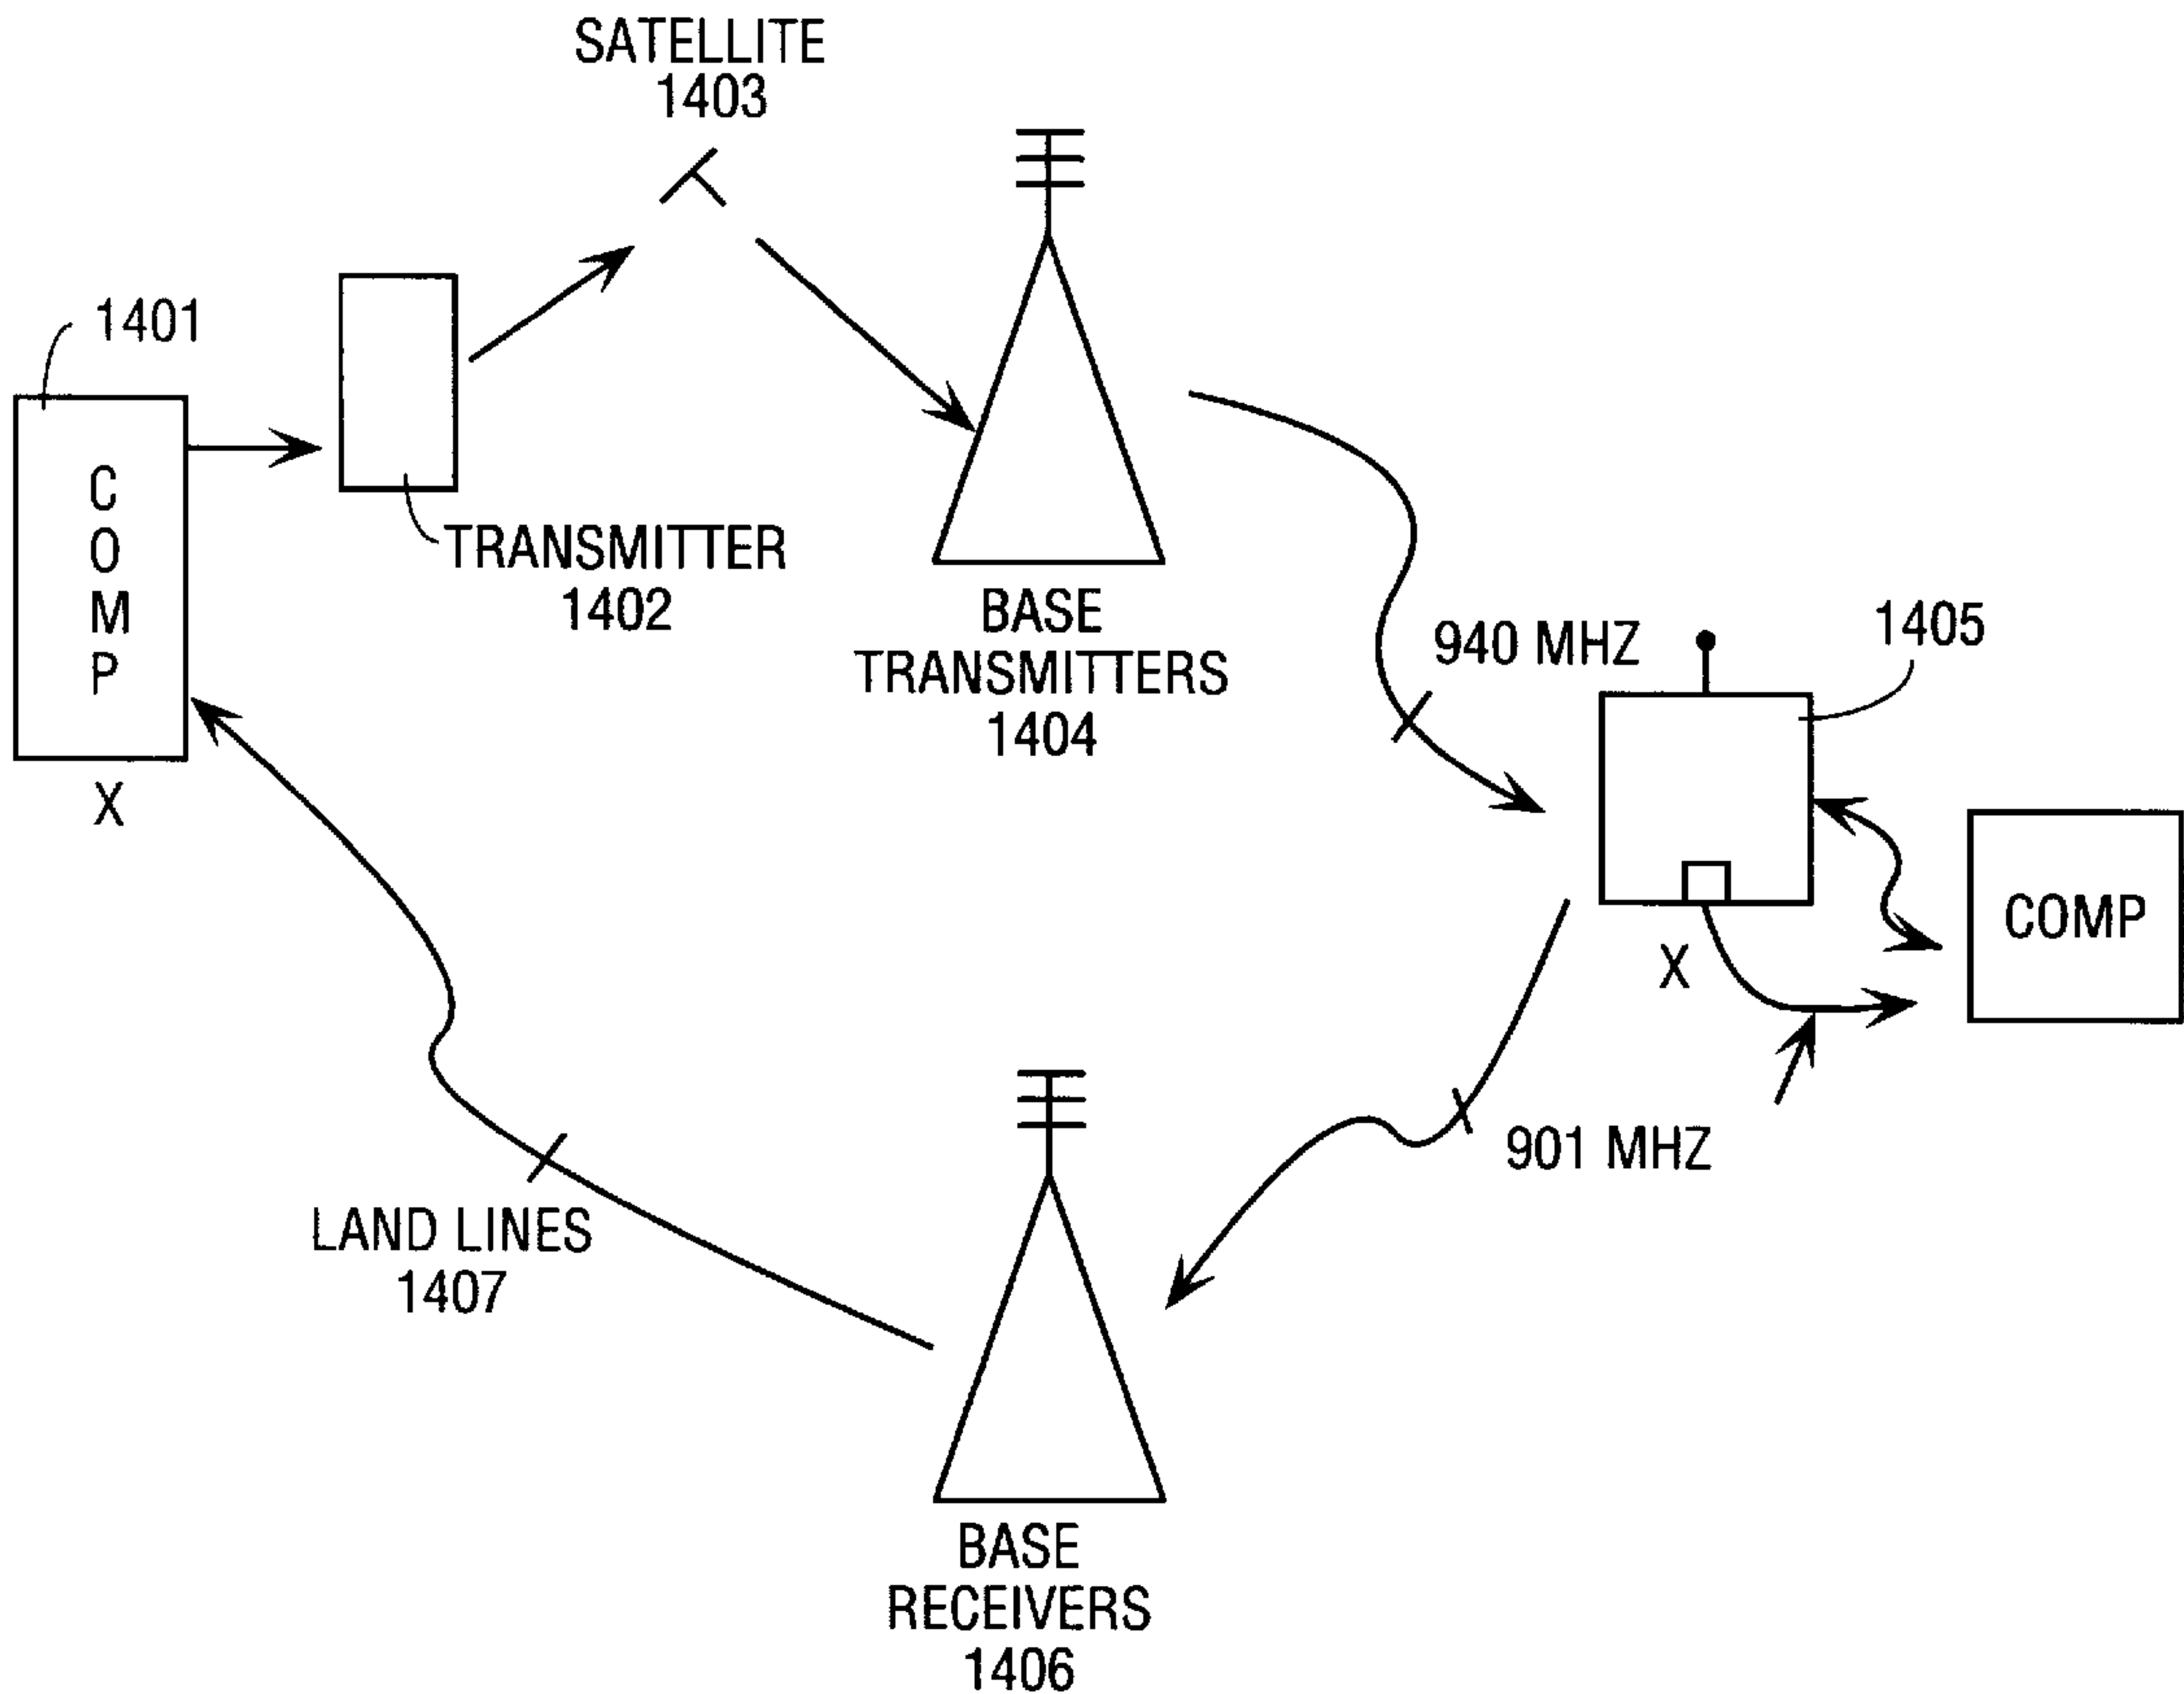 SATELLITE
1403
1401
COMP
TRANSMITTER
1402
BASE
TRANSMITTERS
1404
940 MHZ
1405
X
COMP
X
901 MHZ
LAND LINES
1407
BASE
RECEIVERS
1406